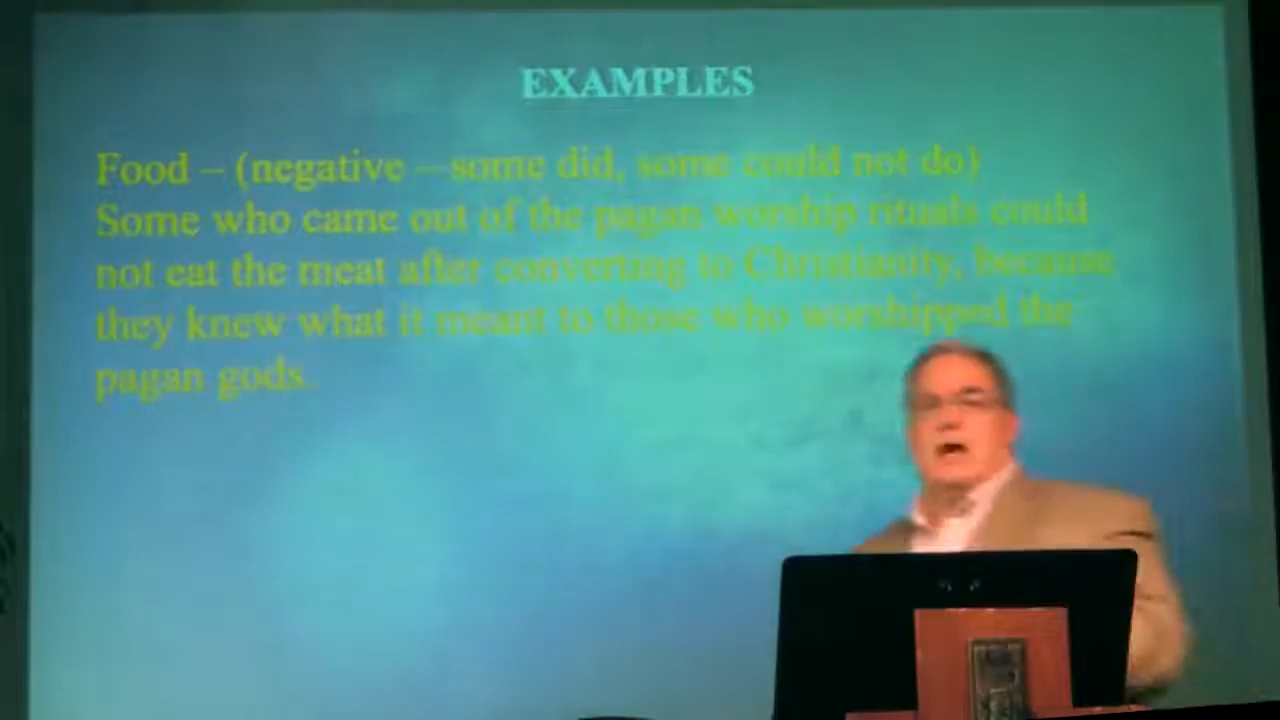 EXAMPLES
Food – (negative – some did, some could not do)
Some who came out of the pagan worship rituals could
not eat the meat after converting to Christianity, because
they knew what it meant to those who worshipped the
pagan gods.